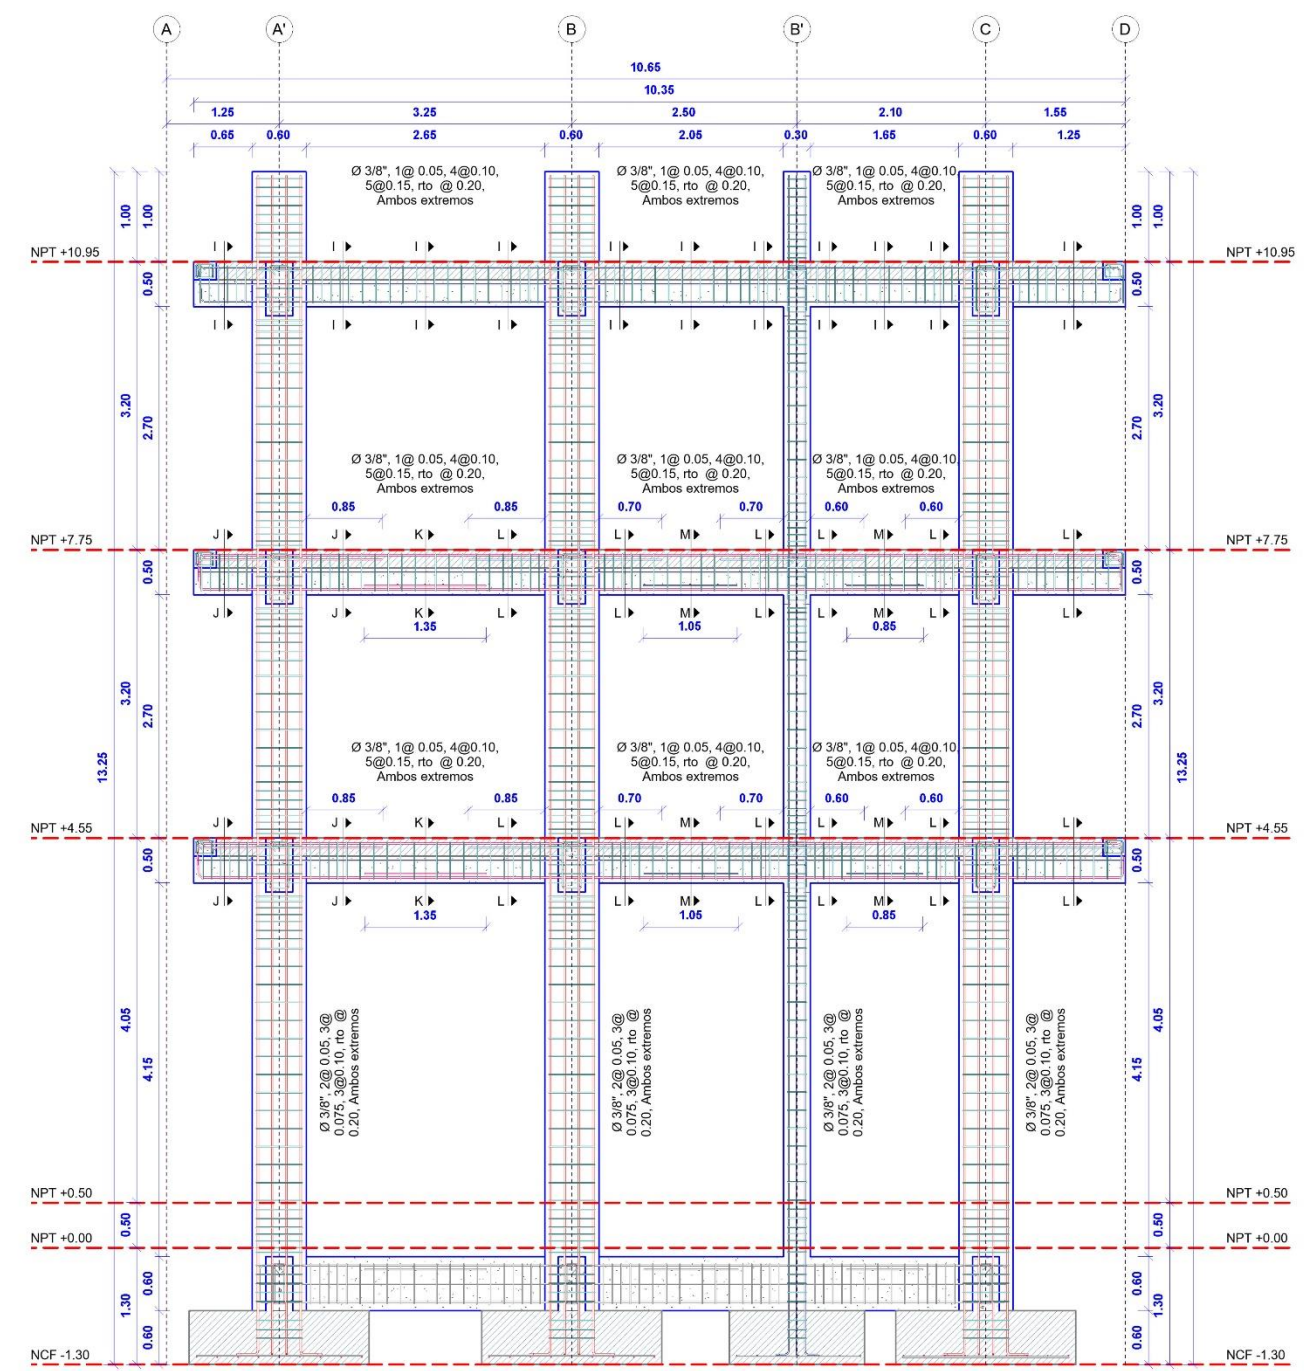 A A' B B' C D
10.65
10.35
1.25 3.25 2.50 2.10 1.55
0.65 0.60 2.65 0.60 2.05 0.30 1.65 0.60 1.25
Ø 3/8", 1@ 0.05, 4@0.10,
5@0.15, rto @ 0.20,
Ambos extremos
Ø 3/8", 1@ 0.05, 4@0.10,
5@0.15, rto @ 0.20,
Ambos extremos
Ø 3/8", 1@ 0.05, 4@0.10,
5@0.15, rto @ 0.20,
Ambos extremos
1.00 1.00 1.00 1.00
I I I I I I I I I I I
NPT +10.95 NPT +10.95
0.50 0.50
I I I I I I I I I I I
3.20 2.70 2.70 3.20
Ø 3/8", 1@ 0.05, 4@0.10,
5@0.15, rto @ 0.20,
Ambos extremos
Ø 3/8", 1@ 0.05, 4@0.10,
5@0.15, rto @ 0.20,
Ambos extremos
Ø 3/8", 1@ 0.05, 4@0.10,
5@0.15, rto @ 0.20,
Ambos extremos
0.85 0.85 0.70 0.70 0.60 0.60
J J K L L M L L M L L
NPT +7.75 NPT +7.75
0.50 0.50
J J K L L M L L M L L
1.35 1.05 0.85
3.20 2.70 2.70 3.20
13.25 13.25
Ø 3/8", 1@ 0.05, 4@0.10,
5@0.15, rto @ 0.20,
Ambos extremos
Ø 3/8", 1@ 0.05, 4@0.10,
5@0.15, rto @ 0.20,
Ambos extremos
Ø 3/8", 1@ 0.05, 4@0.10,
5@0.15, rto @ 0.20,
Ambos extremos
0.85 0.85 0.70 0.70 0.60 0.60
J J K L L M L L M L L
NPT +4.55 NPT +4.55
0.50 0.50
J J K L L M L L M L L
1.35 1.05 0.85
4.05 4.15 4.15 4.05
Ø 3/8", 2@ 0.05, 3@
0.075, 3@0.10, rto @
0.20, Ambos extremos
Ø 3/8", 2@ 0.05, 3@
0.075, 3@0.10, rto @
0.20, Ambos extremos
Ø 3/8", 2@ 0.05, 3@
0.075, 3@0.10, rto @
0.20, Ambos extremos
Ø 3/8", 2@ 0.05, 3@
0.075, 3@0.10, rto @
0.20, Ambos extremos
NPT +0.50 NPT +0.50
0.50 0.50
NPT +0.00 NPT +0.00
1.30 0.60 0.60 1.30
0.60 0.60
NCF -1.30 NCF -1.30